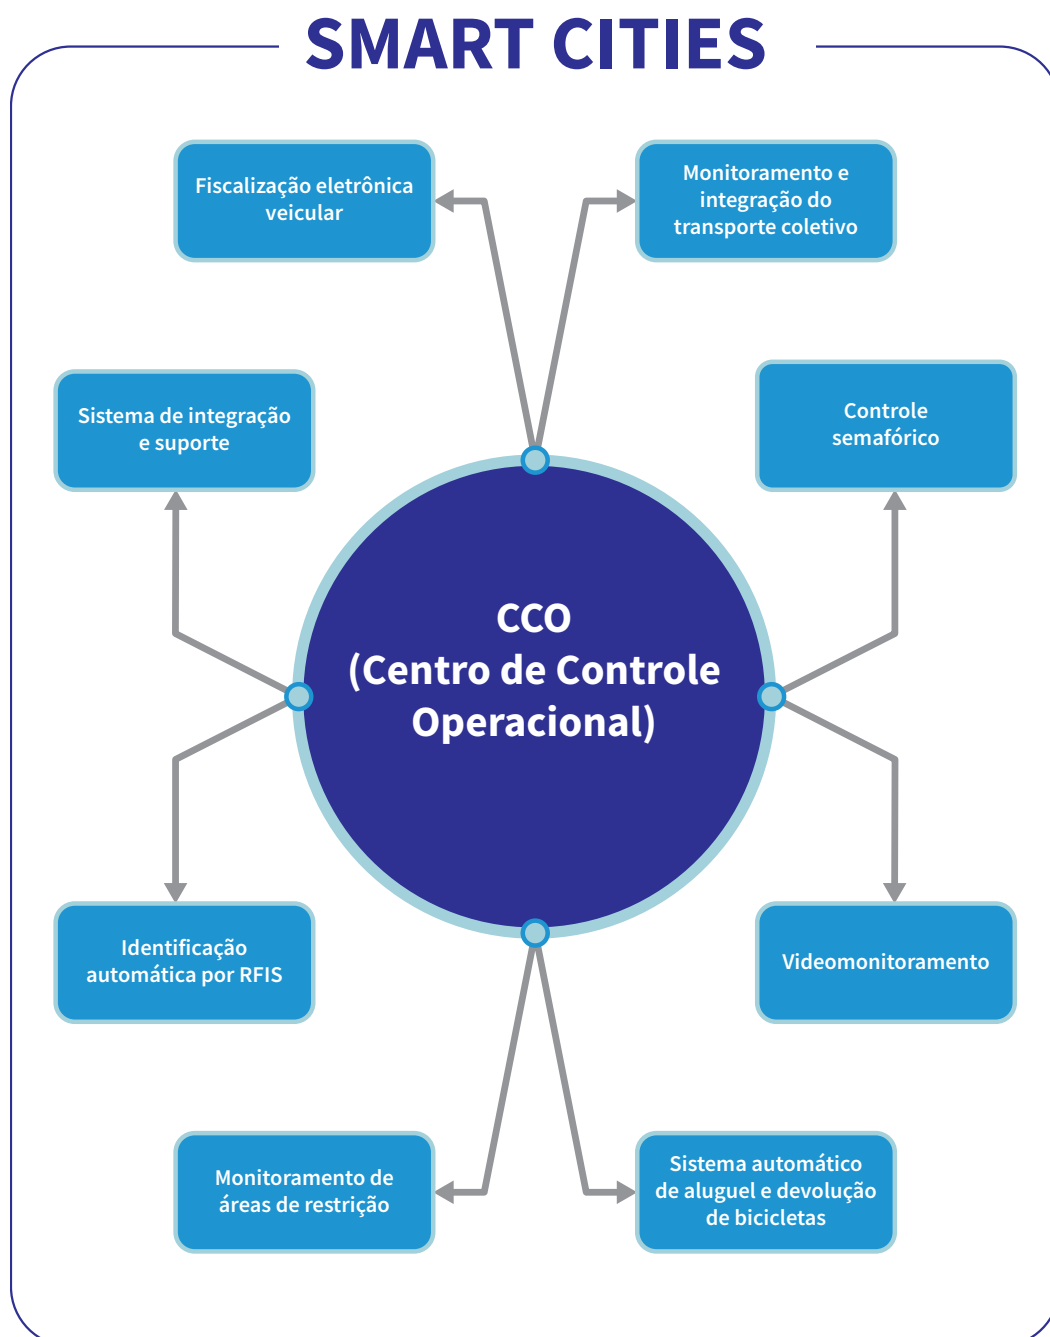 SMART CITIES
Fiscalização eletrônica
veicular
Monitoramento e
integração do
transporte coletivo
Sistema de integração
e suporte
Controle
semafórico
CCO
(Centro de Controle
Operacional)
Identificação
automática por RFIS
Videomonitoramento
Monitoramento de
áreas de restrição
Sistema automático
de aluguel e devolução
de bicicletas